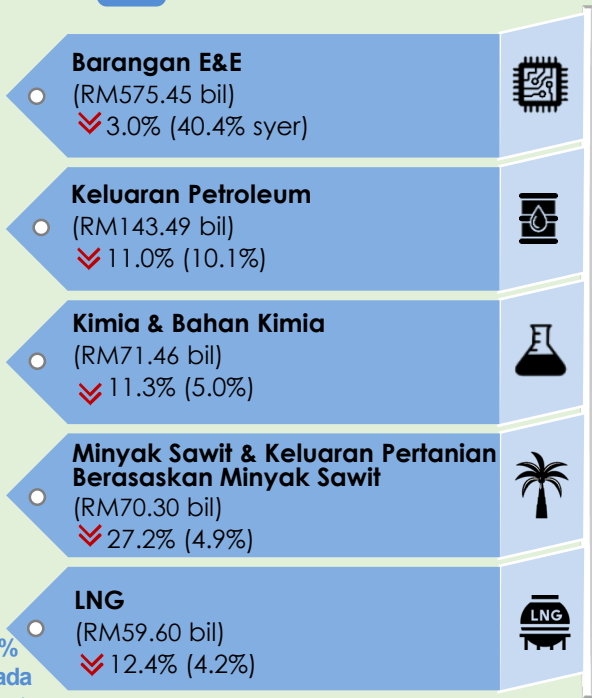 Barangan E&E
(RM575.45 bil)
3.0% (40.4% syer)
Keluaran Petroleum
(RM143.49 bil)
11.0% (10.1%)
Kimia & Bahan Kimia
(RM71.46 bil)
11.3% (5.0%)
Minyak Sawit & Keluaran Pertanian
Berasaskan Minyak Sawit
(RM70.30 bil)
27.2% (4.9%)
LNG
(RM59.60 bil)
12.4% (4.2%)
LNG
%